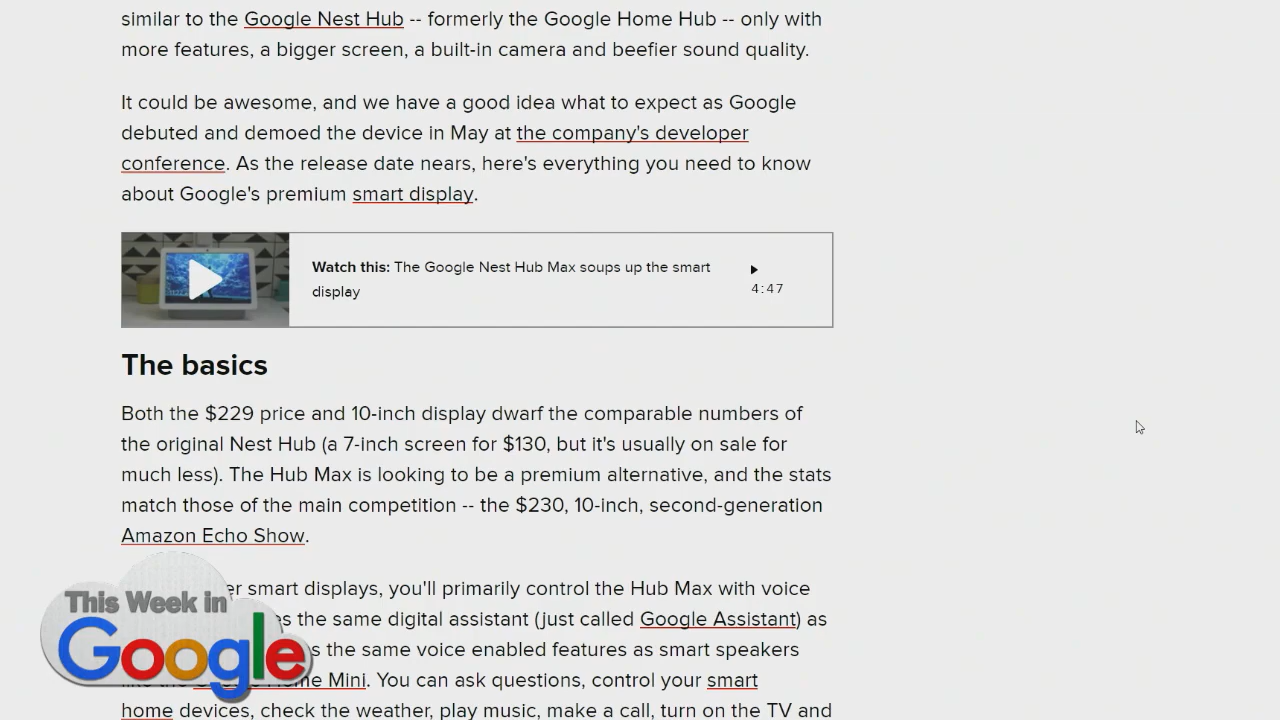 similar to the Google Nest Hub -- formerly the Google Home Hub -- only with
more features, a bigger screen, a built-in camera and beefier sound quality.
It could be awesome, and we have a good idea what to expect as Google
debuted and demoed the device in May at the company's developer
conference. As the release date nears, here's everything you need to know
about Google's premium smart display.
Watch this: The Google Nest Hub Max soups up the smart
display
4:47
The basics
Both the $229 price and 10-inch display dwarf the comparable numbers of
the original Nest Hub (a 7-inch screen for $130, but it's usually on sale for
much less). The Hub Max is looking to be a premium alternative, and the stats
match those of the main competition -- the $230, 10-inch, second-generation
Amazon Echo Show.
smart displays, you'll primarily control the Hub Max with voice
the same digital assistant (just called Google Assistant) as
the same voice enabled features as smart speakers
Mini. You can ask questions, control your smart
home devices, check the weather, play music, make a call, turn on the TV and
This Week in
Google